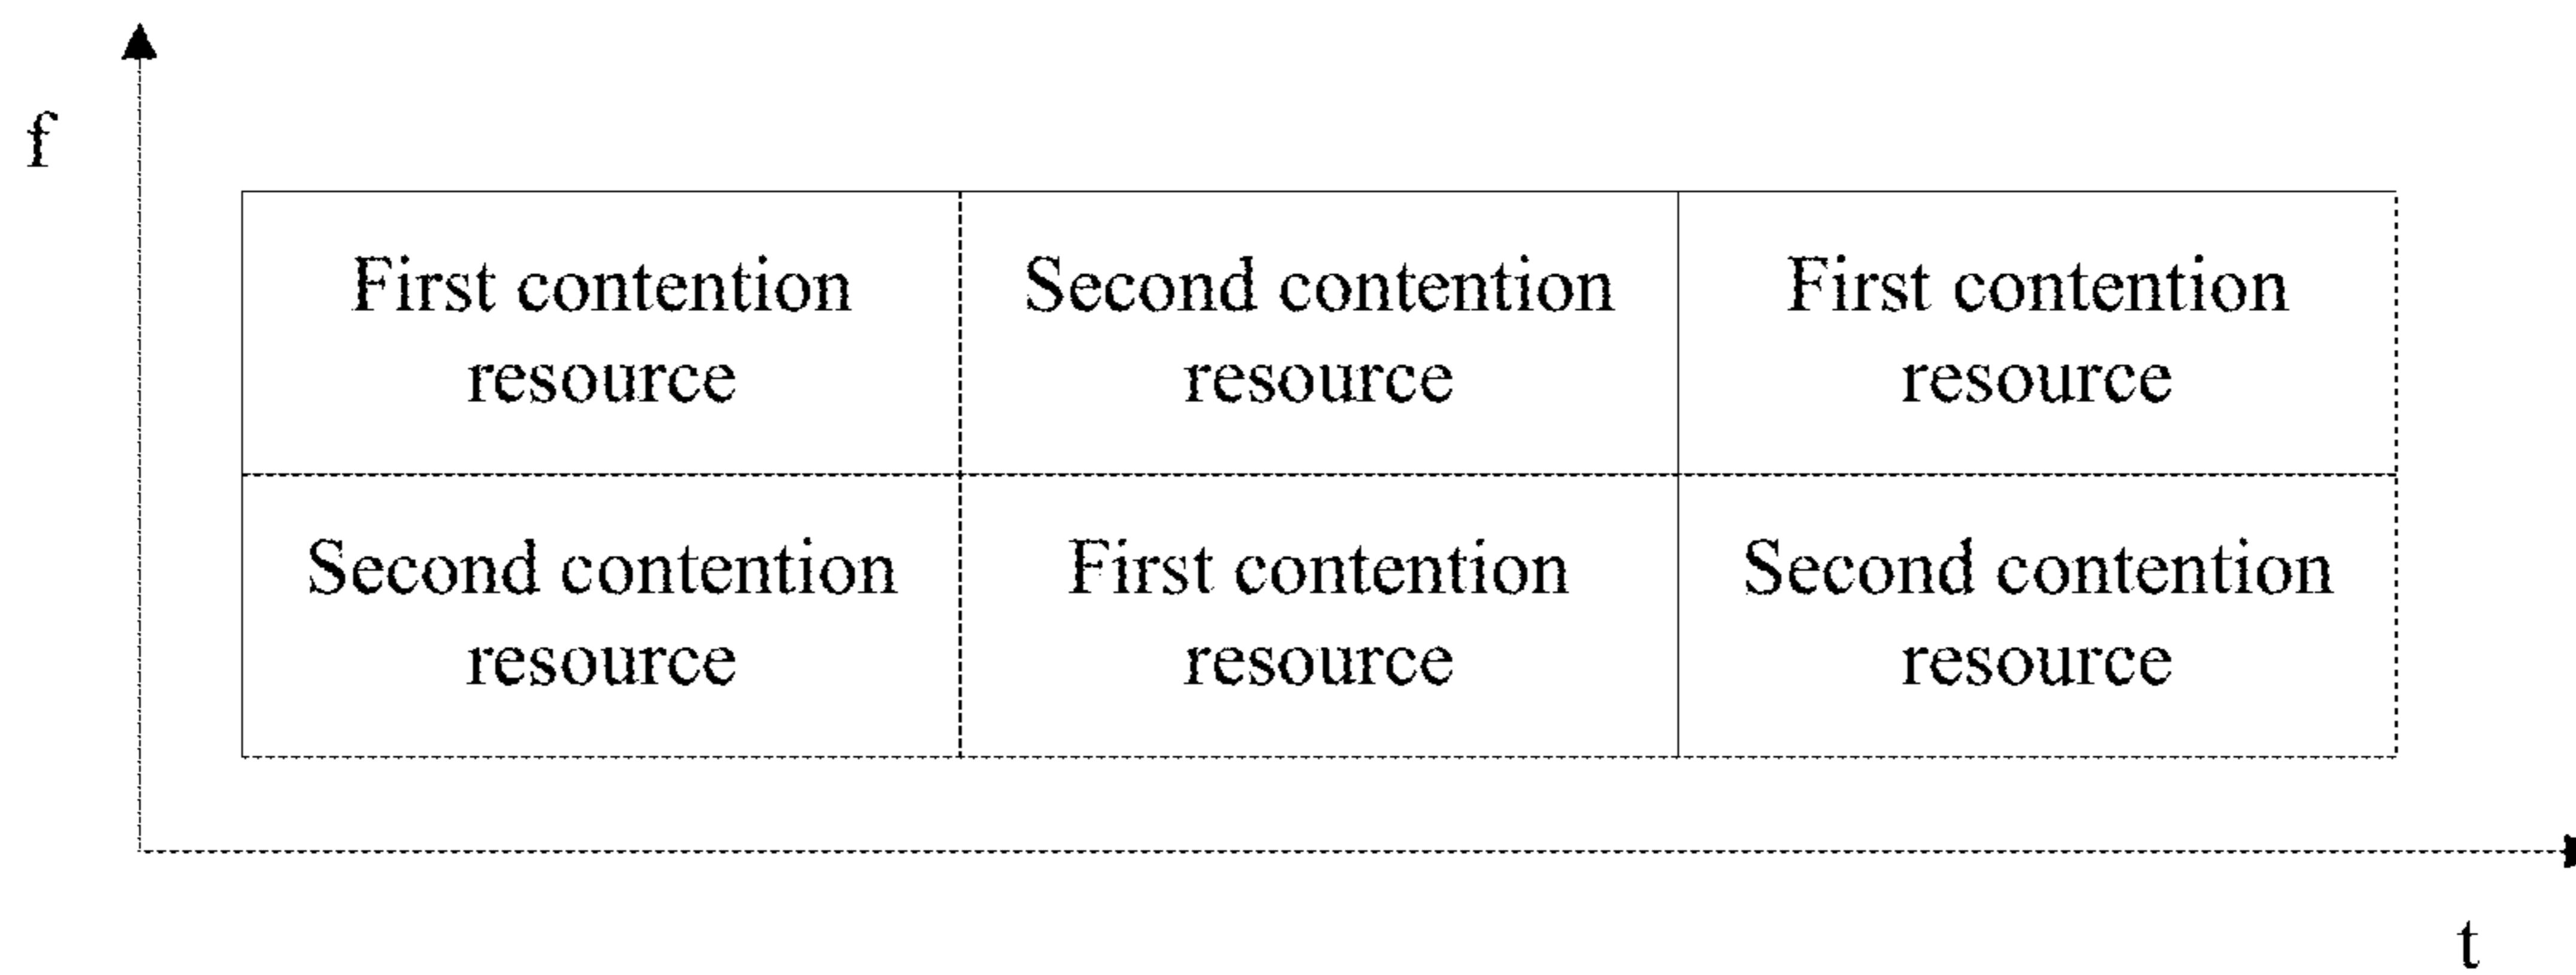 f
First contention
resource
Second contention
resource
First contention
resource
Second contention
resource
First contention
resource
Second contention
resource
t